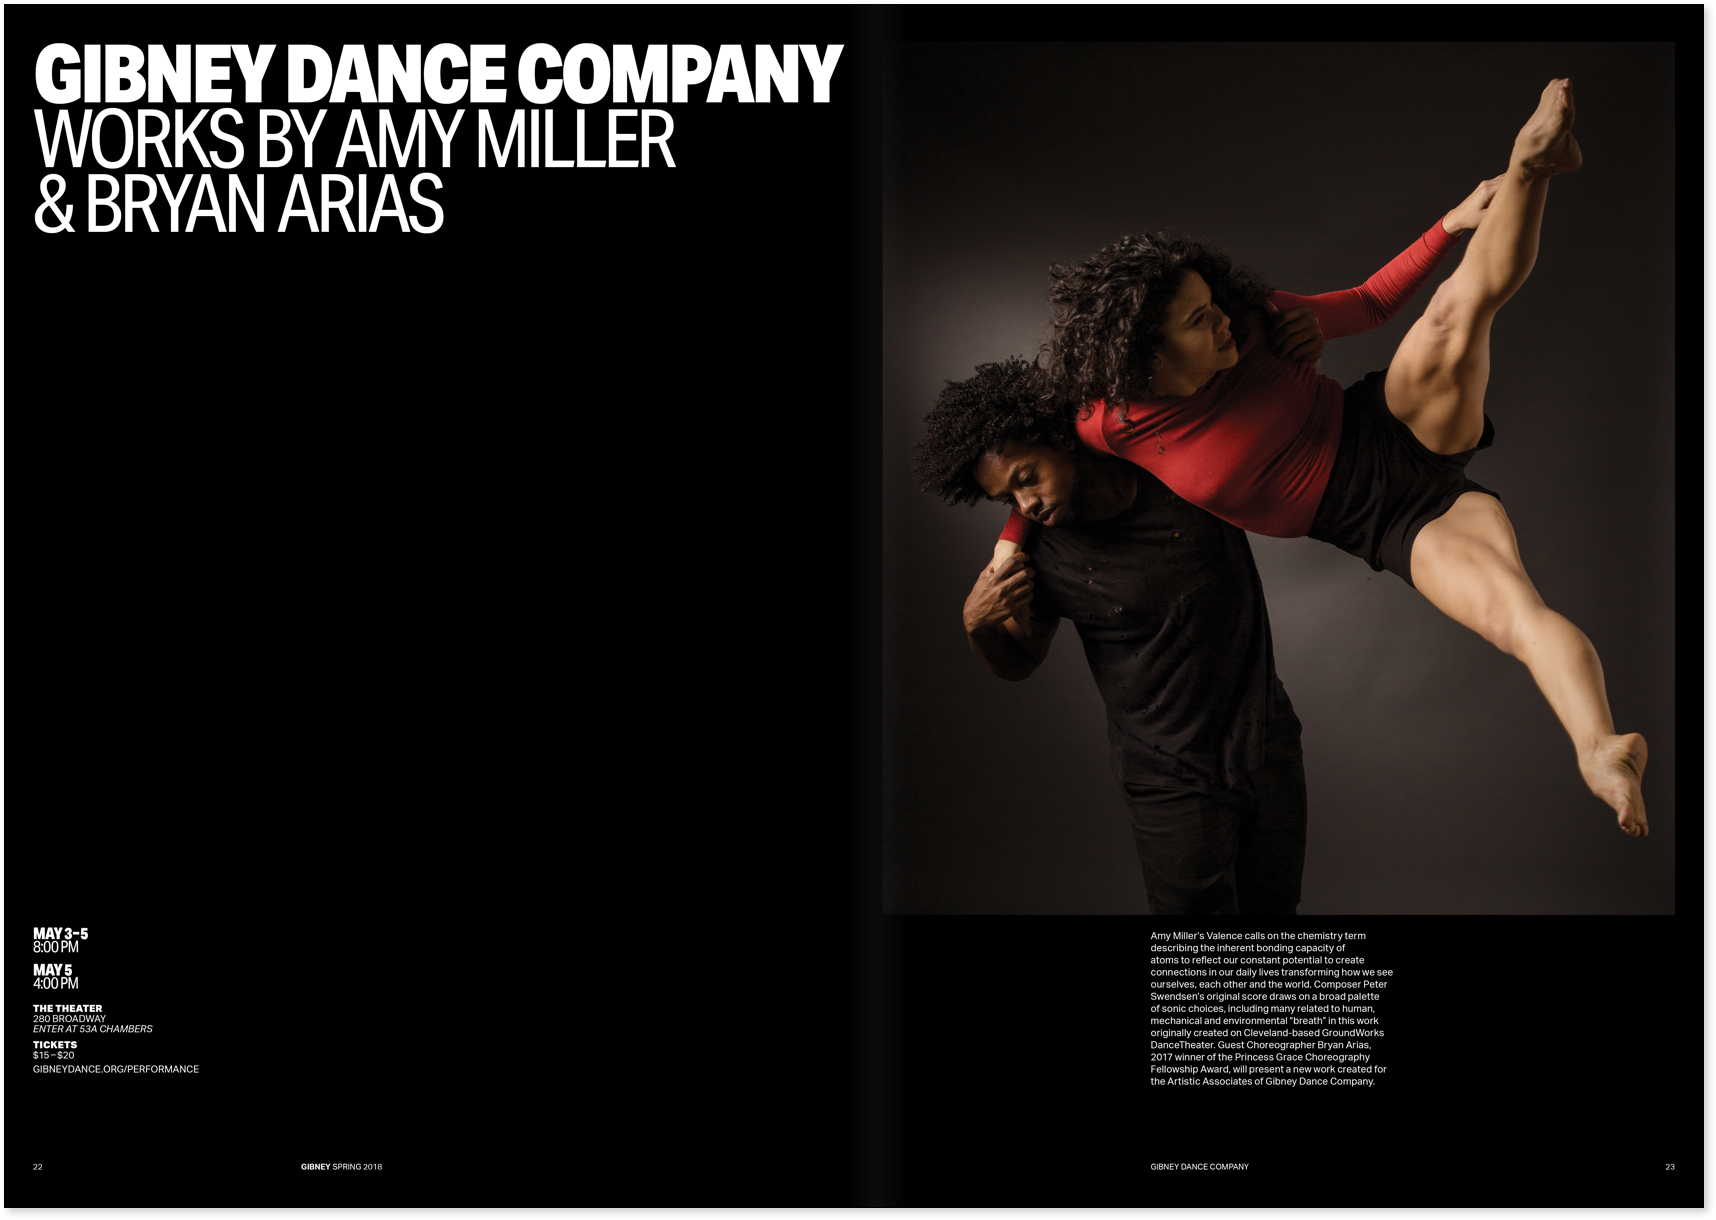 GIBNEY DANCE COMPANY
WORKS BY AMY MILLER
& BRYAN ARIAS
MAY 3–5
8:00 PM
MAY 5
4:00 PM
THE THEATER
280 BROADWAY
ENTER AT 53A CHAMBERS
TICKETS
$15–$20
GIBNEYDANCE.ORG/PERFORMANCE
22
GIBNEY SPRING 2018
Amy Miller's Valence calls on the chemistry term
describing the inherent bonding capacity of
atoms to reflect our constant potential to create
connections in our daily lives transforming how we see
ourselves, each other and the world. Composer Peter
Swendsen's original score draws on a broad palette
of sonic choices, including many related to human,
mechanical and environmental "breath" in this work
originally created on Cleveland-based GroundWorks
DanceTheater. Guest Choreographer Bryan Arias,
2017 winner of the Princess Grace Choreography
Fellowship Award, will present a new work created for
the Artistic Associates of Gibney Dance Company.
GIBNEY DANCE COMPANY
23